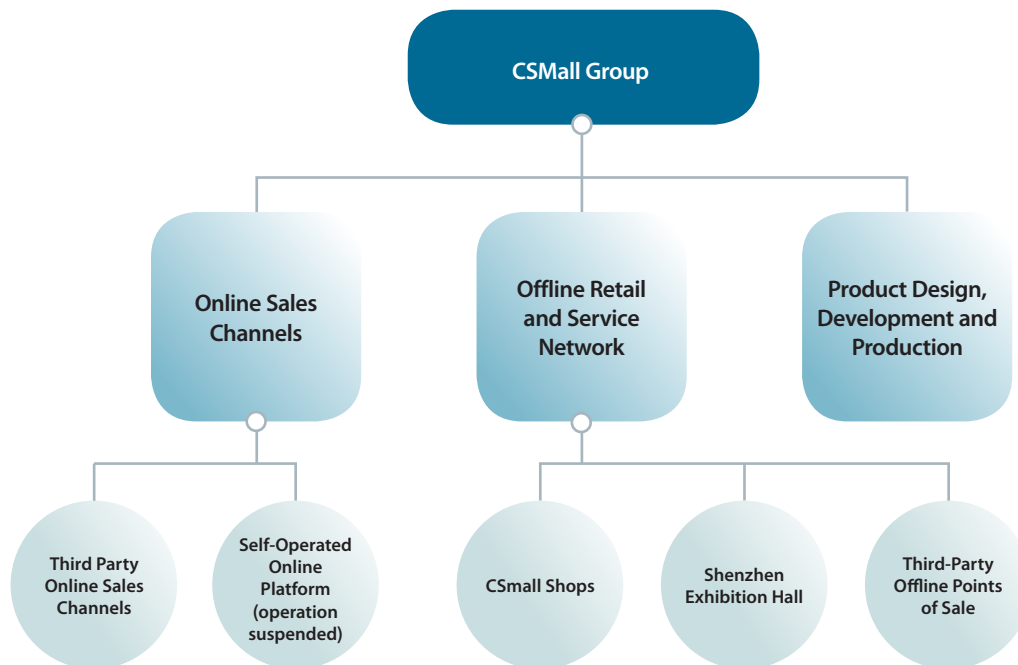 CSMall Group
Online Sales
Channels
Offline Retail
and Service
Network
Product Design,
Development and
Production
Third Party
Online Sales
Channels
Self-Operated
Online
Platform
(operation
suspended)
CSmall Shops
Shenzhen
Exhibition Hall
Third-Party
Offline Points
of Sale